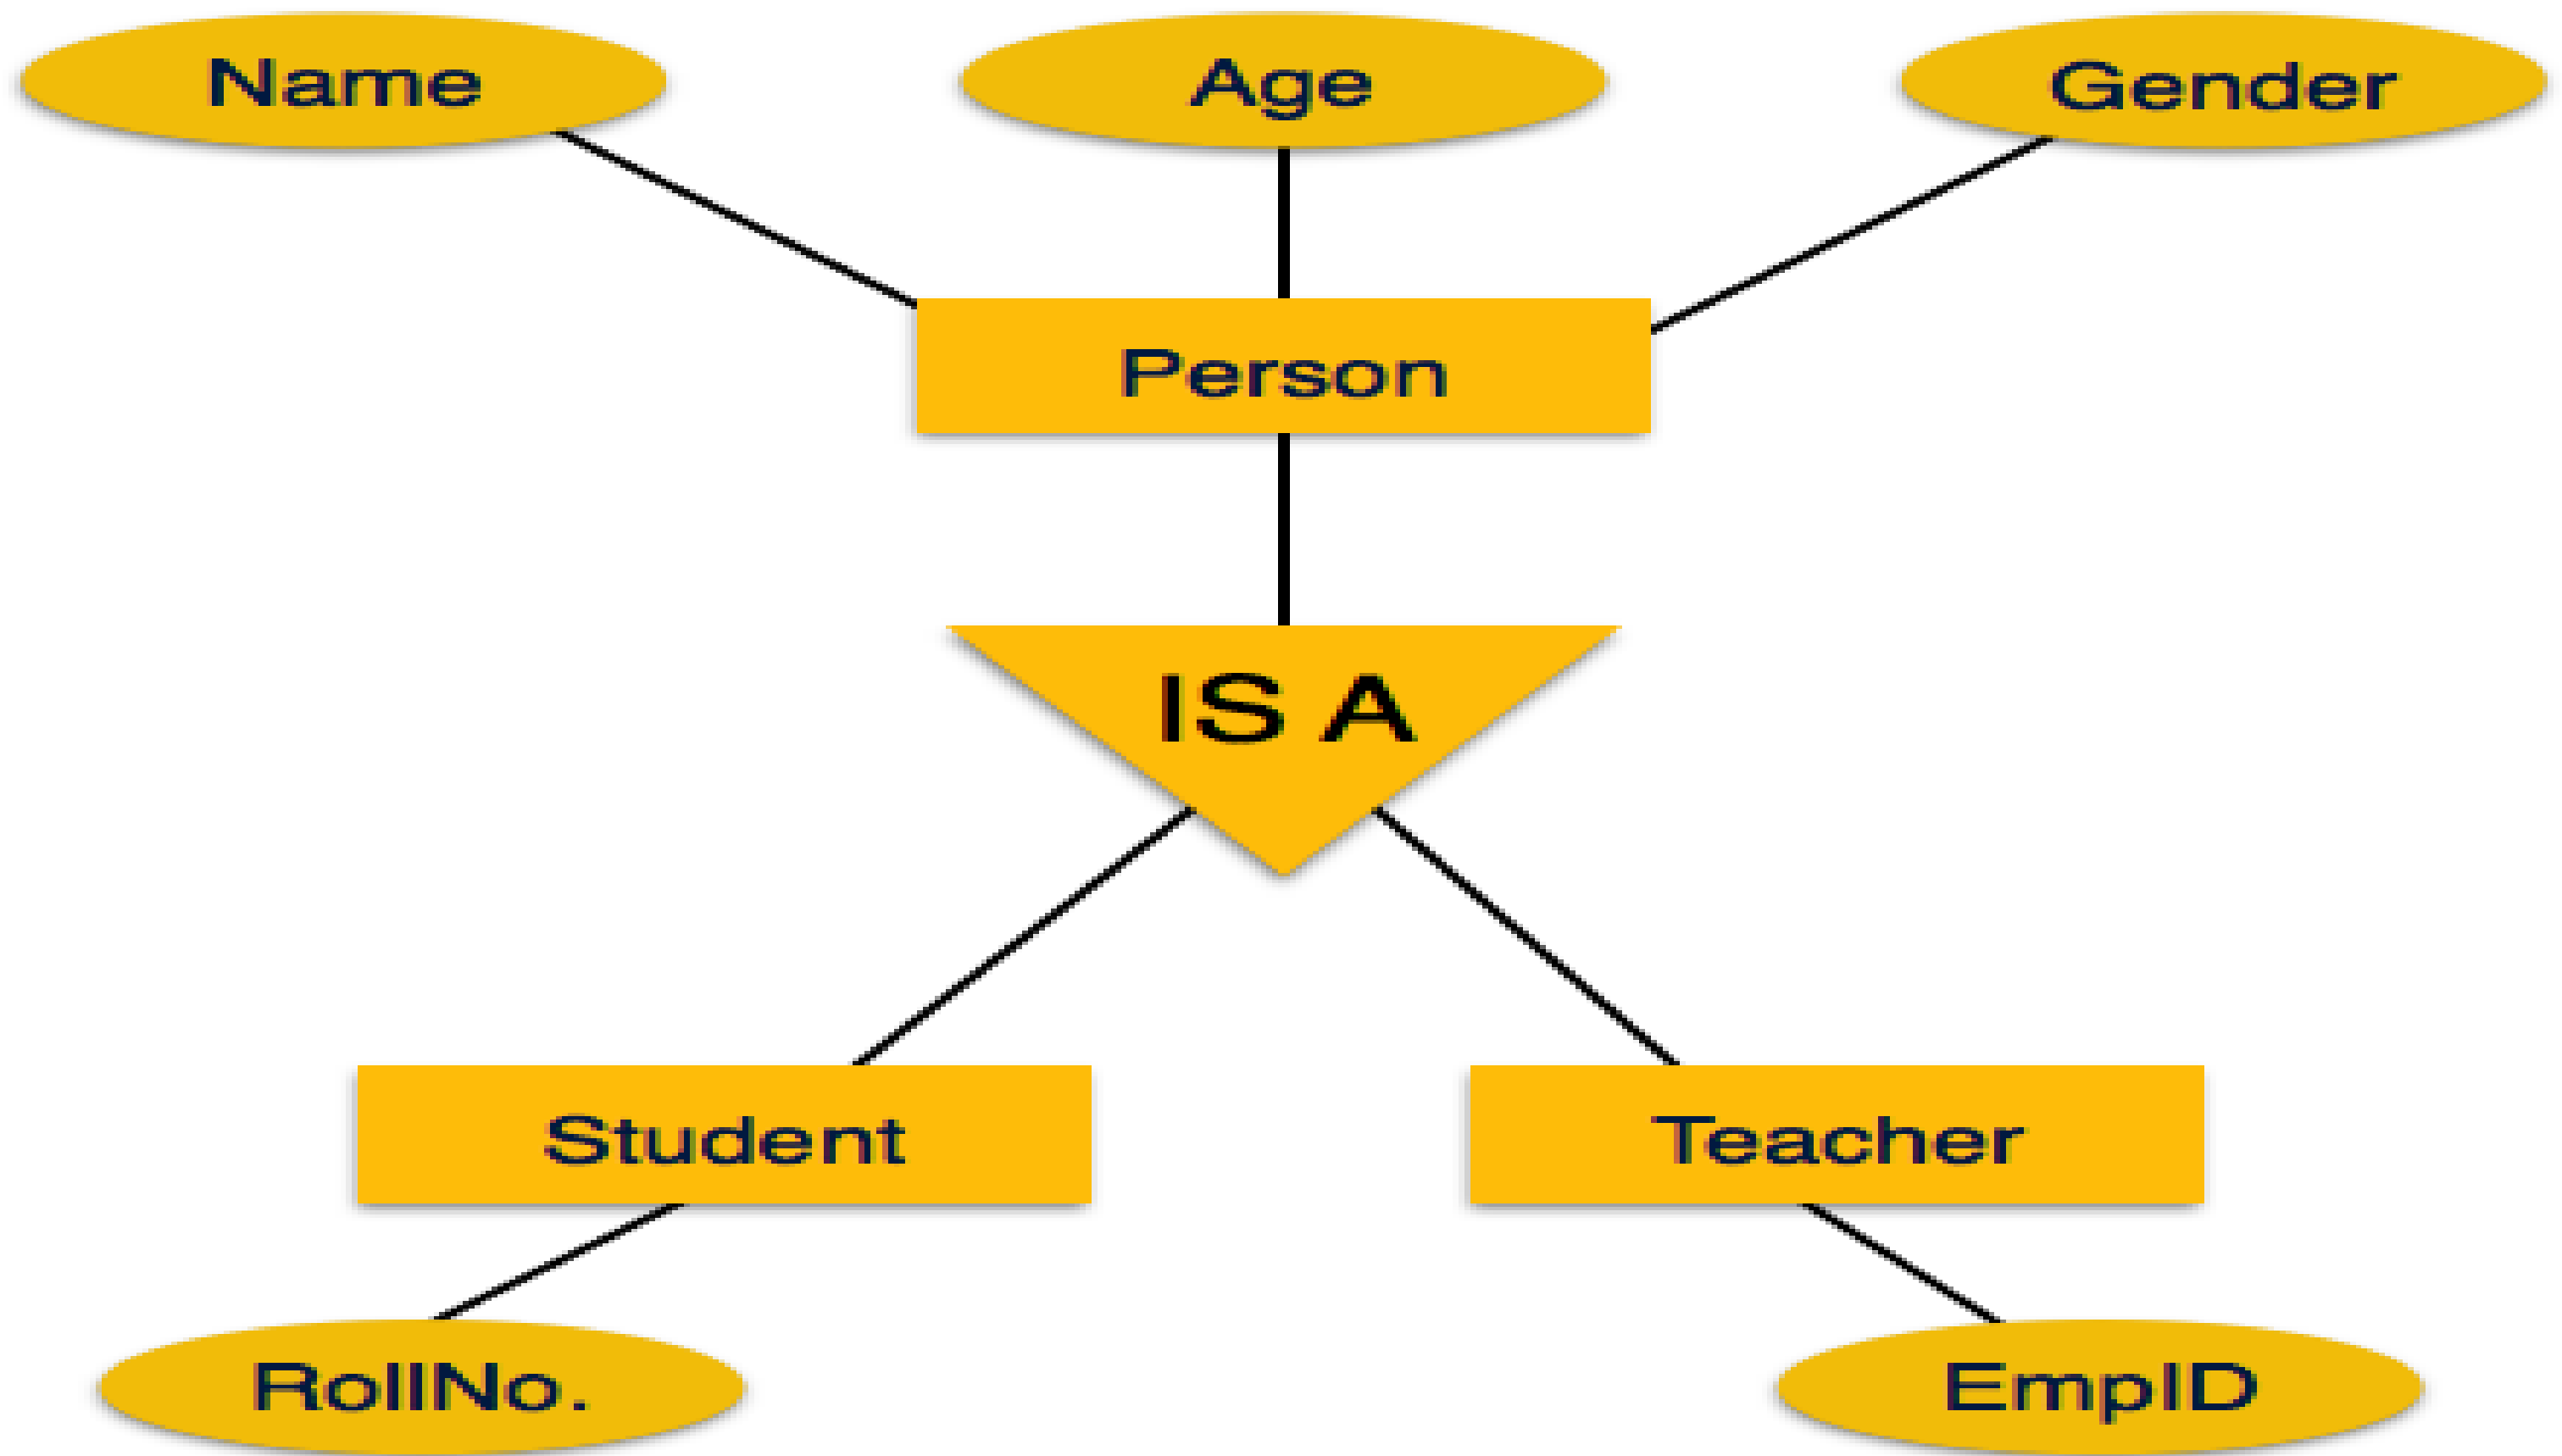 Name
Age
Gender
Person
IS A
Student
Teacher
RollNo.
EmpID